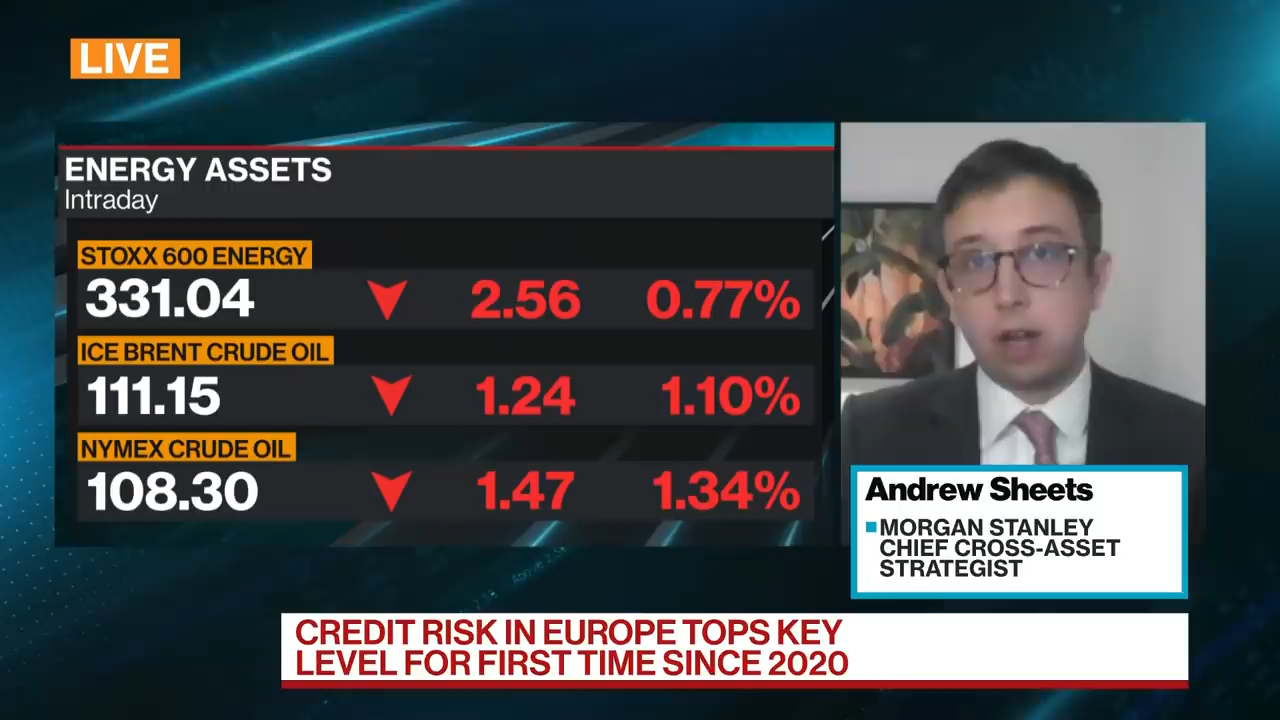 LIVE
ENERGY ASSETS
Intraday
STOXX 600 ENERGY
331.04 2.56 0.77%
ICE BRENT CRUDE OIL
111.15 1.24 1.10%
NYMEX CRUDE OIL
108.30 1.47 1.34%
Andrew Sheets
MORGAN STANLEY
CHIEF CROSS-ASSET
STRATEGIST
CREDIT RISK IN EUROPE TOPS KEY
LEVEL FOR FIRST TIME SINCE 2020